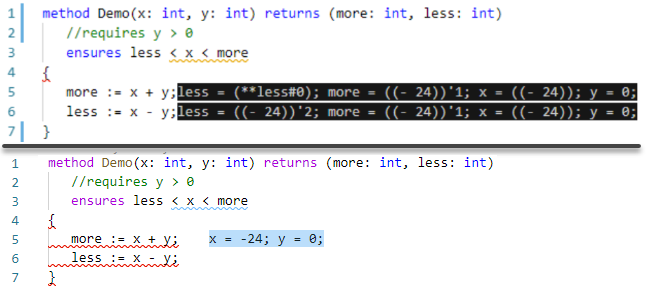 1 method Demo(x: int, y: int) returns (more: int, less: int)
2 //requires y > 0
3 ensures less < x < more
4 {
5 more := x + y;less = (**less#0); more = ((- 24))'1; x = ((- 24)); y = 0;
6 less := x - y;less = ((- 24))'2; more = ((- 24))'1; x = ((- 24)); y = 0;
7 }
1 method Demo(x: int, y: int) returns (more: int, less: int)
2 //requires y > 0
3 ensures less < x < more
4 {
5 more := x + y; x = -24; y = 0;
6 less := x - y;
7 }